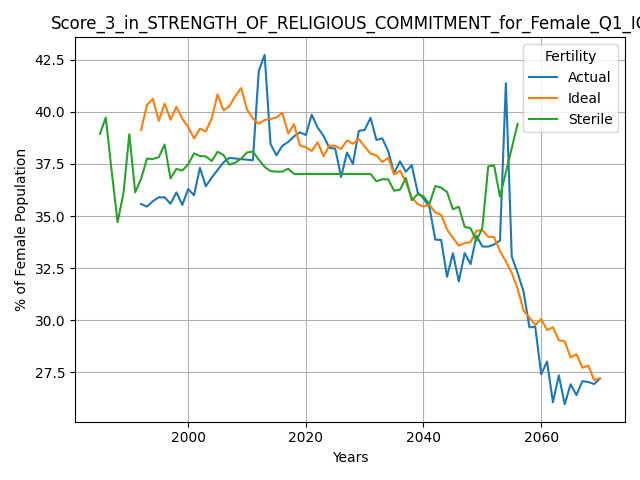 Score_3_in_STRENGTH_OF_RELIGIOUS_COMMITMENT_for_Female_Q1_IQ
Fertility
Actual
Ideal
Sterile
42.5
40.0
37.5
35.0
32.5
30.0
27.5
% of Female Population
2000
2020
2040
2060
Years